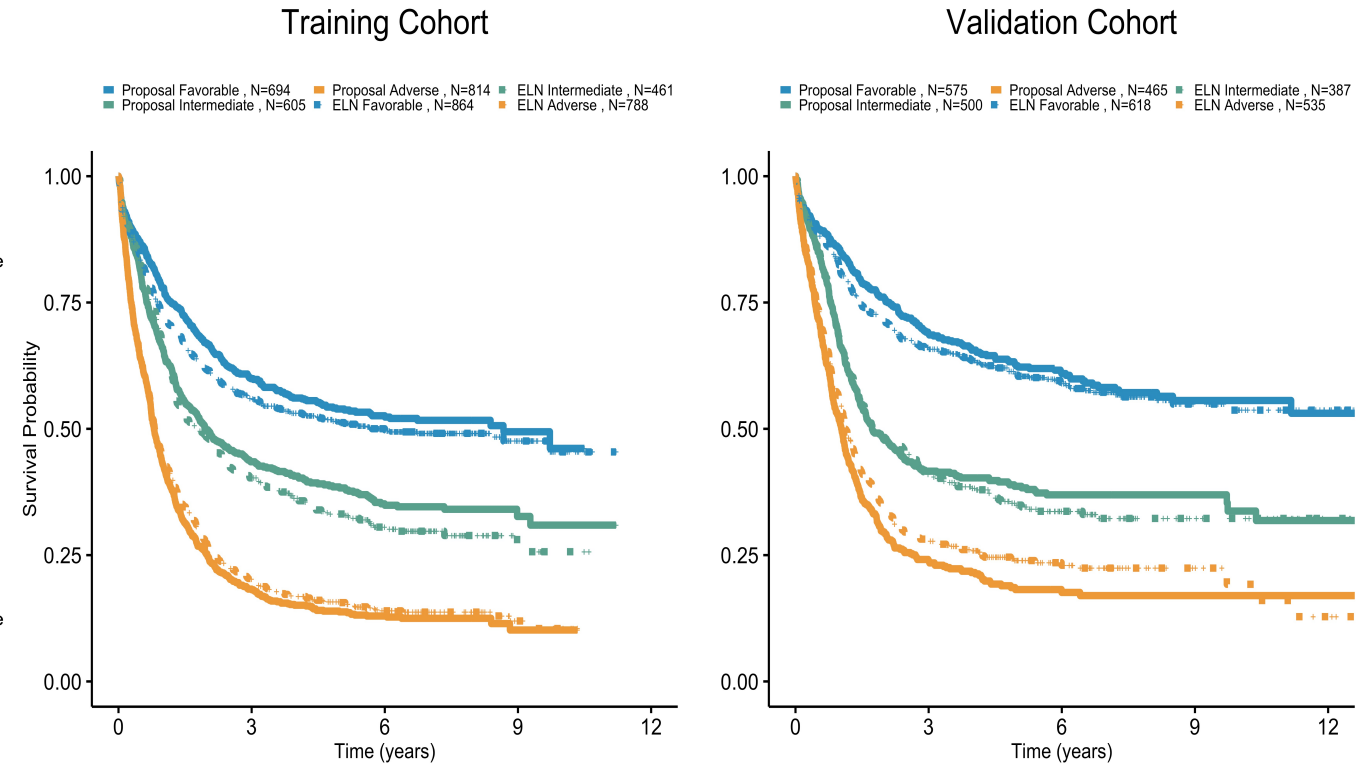 Training Cohort
Validation Cohort
Proposal Favorable , N=694
Proposal Adverse , N=814
ELN Intermediate , N=461
Proposal Intermediate , N=605
ELN Favorable , N=864
ELN Adverse , N=788
Proposal Favorable , N=575
Proposal Adverse , N=465
ELN Intermediate , N=387
Proposal Intermediate , N=500
ELN Favorable , N=618
ELN Adverse , N=535
Survival Probability
1.00
0.75
0.50
0.25
0.00
0 3 6 9 12
Time (years)
1.00
0.75
0.50
0.25
0.00
0 3 6 9 12
Time (years)
e
e